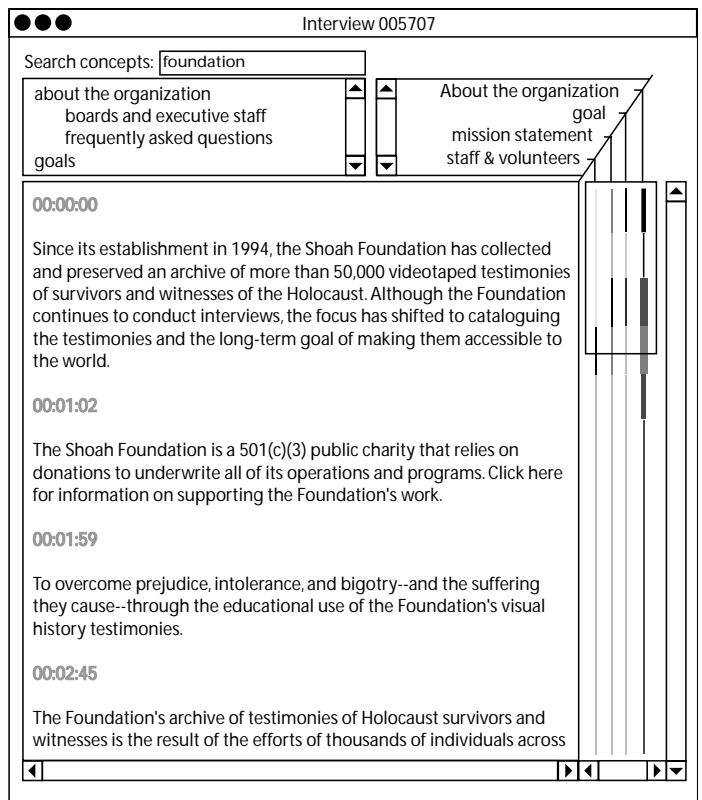 Interview 005707
Search concepts: foundation
about the organization
boards and executive staff
frequently asked questions
goals
About the organization
goal
mission statement
staff & volunteers
00:00:00
Since its establishment in 1994, the Shoah Foundation has collected
and preserved an archive of more than 50,000 videotaped testimonies
of survivors and witnesses of the Holocaust. Although the Foundation
continues to conduct interviews, the focus has shifted to cataloguing
the testimonies and the long-term goal of making them accessible to
the world.
00:01:02
The Shoah Foundation is a 501(c)(3) public charity that relies on
donations to underwrite all of its operations and programs. Click here
for information on supporting the Foundation's work.
00:01:59
To overcome prejudice, intolerance, and bigotry--and the suffering
they cause--through the educational use of the Foundation's visual
history testimonies.
00:02:45
The Foundation's archive of testimonies of Holocaust survivors and
witnesses is the result of the efforts of thousands of individuals across